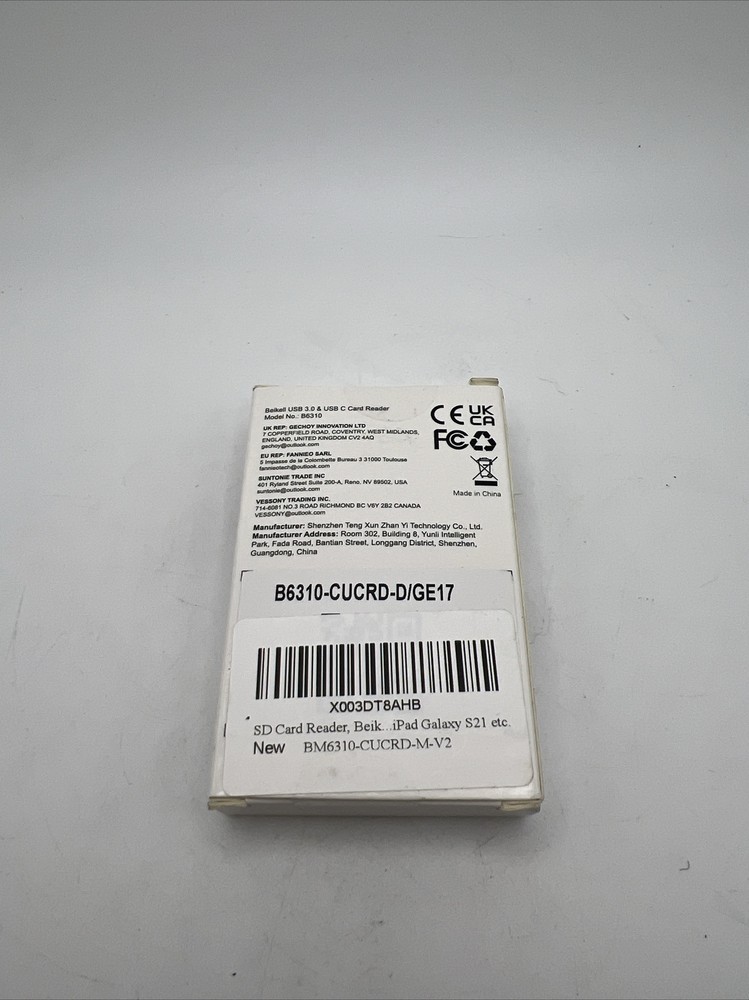 Beikell USB 3.0 & USB C Card Reader
Model No.: B6310
UK REP: GECHOY INNOVATION LTD
7 COPPERFIELD ROAD, COVENTRY, WEST MIDLANDS,
ENGLAND, UNITED KINGDOM CV2 4AQ
gechoy@outlook.com
EU REP: FANNIEO SARL
5 Impasse de la Colombette Bureau 3 31000 Toulouse
fannieotech@outlook.com
SUNTONIE TRADE INC
401 Ryland Street Suite 200-A, Reno, NV 89502, USA
suntonie@outlook.com
VESSONY TRADING INC.
714-6081 NO.3 ROAD RICHMOND BC V6Y 2B2 CANADA
VESSONY@outlook.com
CE UK
CA
FC
Made in China
Manufacturer: Shenzhen Teng Xun Zhan Yi Technology Co., Ltd.
Manufacturer Address: Room 302, Building 8, Yunli Intelligent
Park, Fada Road, Bantian Street, Longgang District, Shenzhen,
Guangdong, China
B6310-CUCRD-D/GE17
X003DT8AHB
SD Card Reader, Beik...iPad Galaxy S21 etc.
New BM6310-CUCRD-M-V2